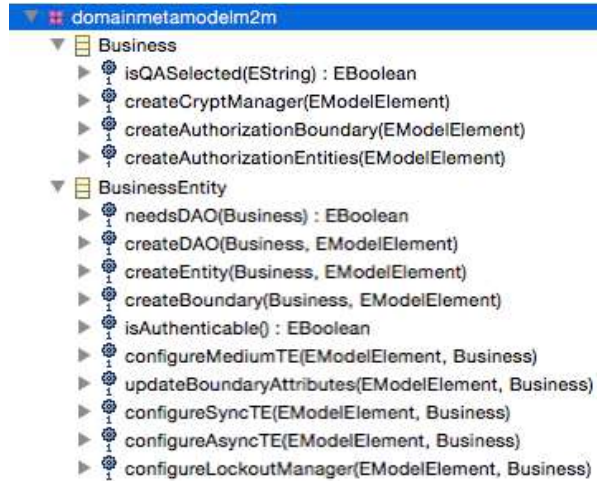 domainmetamodelm2m
Business
isQASelected(EString) : EBoolean
createCryptManager(EModelElement)
createAuthorizationBoundary(EModelElement)
createAuthorizationEntities(EModelElement)
BusinessEntity
needsDAO(Business) : EBoolean
createDAO(Business, EModelElement)
createEntity(Business, EModelElement)
createBoundary(Business, EModelElement)
isAuthenticable() : EBoolean
configureMediumTE(EModelElement, Business)
updateBoundaryAttributes(EModelElement, Business)
configureSyncTE(EModelElement, Business)
configureAsyncTE(EModelElement, Business)
configureLockoutManager(EModelElement, Business)